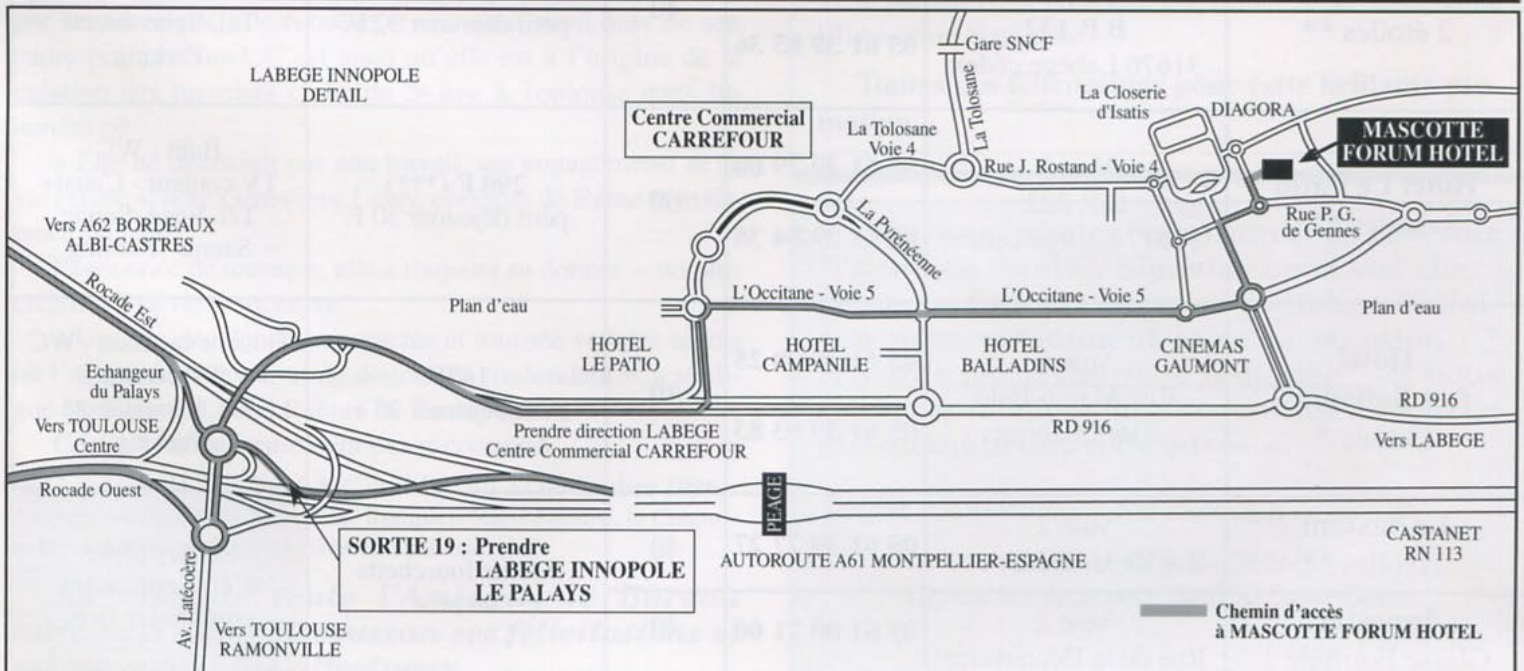 Gare SNCF
LABEGE INNOPOLE
DETAIL
La Tolosane
La Closerie
d'Isatis
DIAGORA
Centre Commercial
CARREFOUR
La Tolosane
Voie 4
MASCOTTE
FORUM HOTEL
Rue J. Rostand - Voie 4
La Pyrénéenne
Rue P. G.
de Gennes
Vers A62 BORDEAUX
ALBI-CASTRES
Rocade Est
Plan d'eau
L'Occitane - Voie 5
L'Occitane - Voie 5
Plan d'eau
HOTEL
LE PATIO
HOTEL
CAMPANILE
HOTEL
BALLADINS
CINEMAS
GAUMONT
Echangeur
du Palays
RD 916
Vers TOULOUSE
Centre
Prendre direction LABEGE
Centre Commercial CARREFOUR
RD 916
Vers LABEGE
Rocade Ouest
PEAGE
CASTANET
RN 113
SORTIE 19 : Prendre
LABEGE INNOPOLE
LE PALAYS
AUTOROUTE A61 MONTPELLIER-ESPAGNE
Av. Latécoère
Vers TOULOUSE
RAMONVILLE
Chemin d'accès
à MASCOTTE FORUM HOTEL